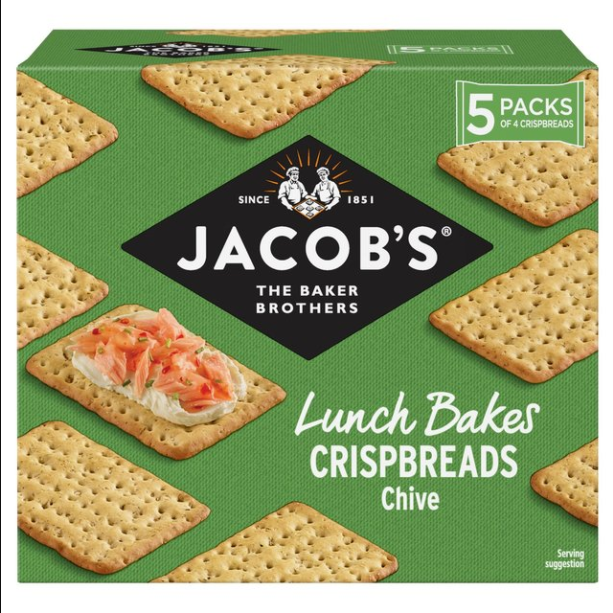 JACOB'S
5 PACKS
5 PACKS
OF 4 CRISPBREADS
SINCE 1851
JACOB'S®
THE BAKER
BROTHERS
Lunch Bakes
CRISPBREADS
Chive
Serving
suggestion